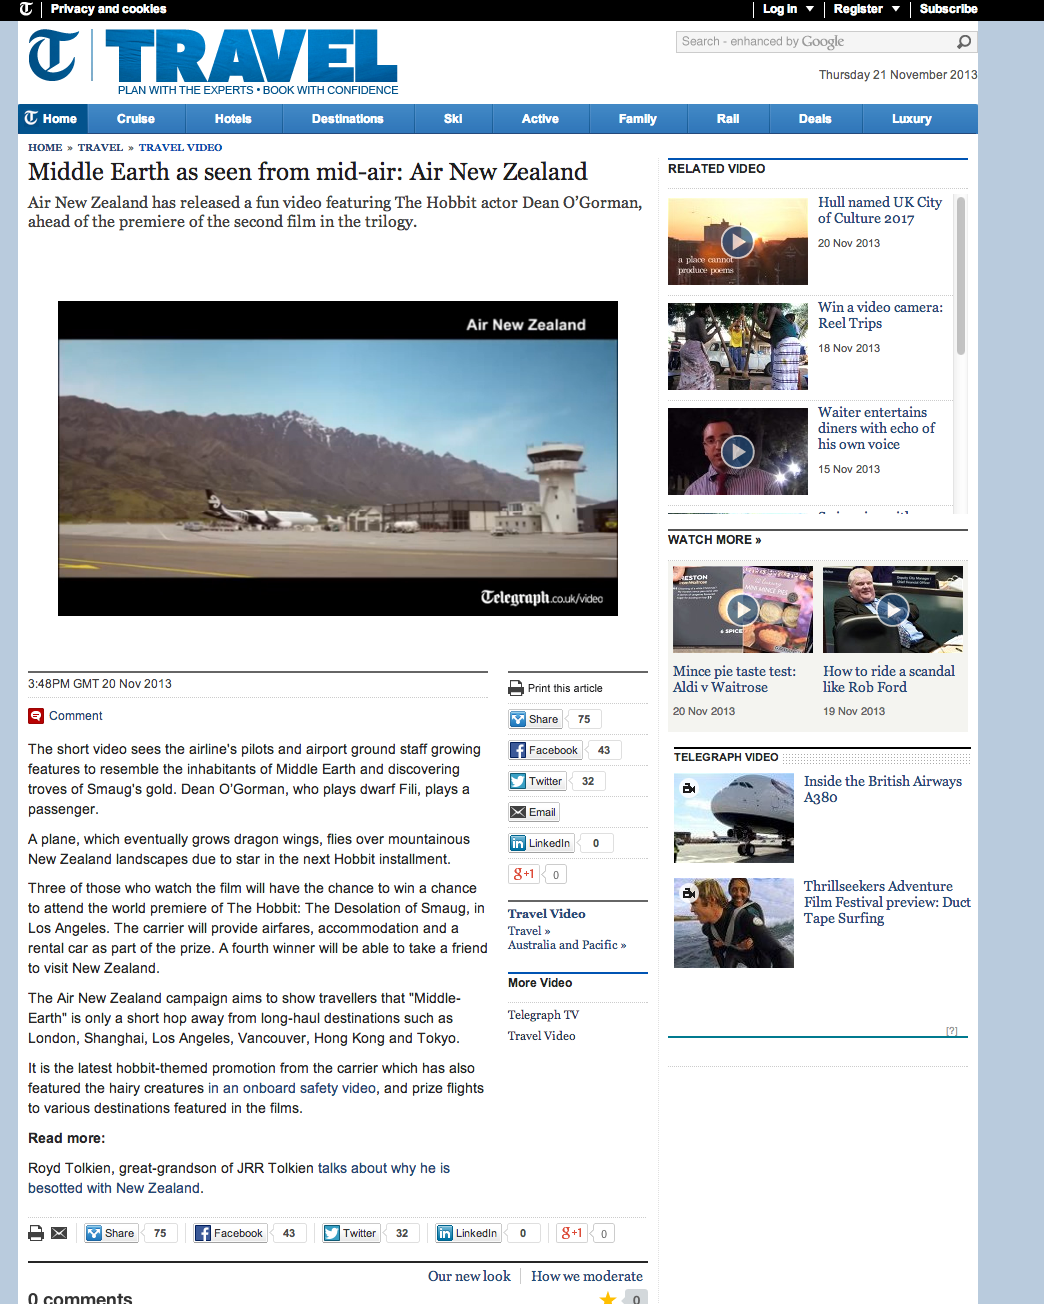 Privacy and cookies
Log in
Register
Subscribe
TRAVEL
PLAN WITH THE EXPERTS • BOOK WITH CONFIDENCE
Search - enhanced by Google
Thursday 21 November 2013
Home Cruise Hotels Destinations Ski Active Family Rail Deals Luxury
HOME » TRAVEL » TRAVEL VIDEO
Middle Earth as seen from mid-air: Air New Zealand
Air New Zealand has released a fun video featuring The Hobbit actor Dean O'Gorman,
ahead of the premiere of the second film in the trilogy.
Air New Zealand
Telegraph.co.uk/video
3:48PM GMT 20 Nov 2013
Comment
The short video sees the airline's pilots and airport ground staff growing
features to resemble the inhabitants of Middle Earth and discovering
troves of Smaug's gold. Dean O'Gorman, who plays dwarf Fili, plays a
passenger.
A plane, which eventually grows dragon wings, flies over mountainous
New Zealand landscapes due to star in the next Hobbit installment.
Three of those who watch the film will have the chance to win a chance
to attend the world premiere of The Hobbit: The Desolation of Smaug, in
Los Angeles. The carrier will provide airfares, accommodation and a
rental car as part of the prize. A fourth winner will be able to take a friend
to visit New Zealand.
The Air New Zealand campaign aims to show travellers that "Middle-
Earth" is only a short hop away from long-haul destinations such as
London, Shanghai, Los Angeles, Vancouver, Hong Kong and Tokyo.
It is the latest hobbit-themed promotion from the carrier which has also
featured the hairy creatures in an onboard safety video, and prize flights
to various destinations featured in the films.
Read more:
Royd Tolkien, great-grandson of JRR Tolkien talks about why he is
besotted with New Zealand.
Print this article
Share 75
Facebook 43
Twitter 32
Email
LinkedIn 0
g+1 0
Travel Video
Travel »
Australia and Pacific »
More Video
Telegraph TV
Travel Video
Share 75 Facebook 43 Twitter 32 LinkedIn 0 g+1 0
Our new look
How we moderate
0 comments
0
RELATED VIDEO
a place cannot
produce poems
Hull named UK City
of Culture 2017
20 Nov 2013
Win a video camera:
Reel Trips
18 Nov 2013
Waiter entertains
diners with echo of
his own voice
15 Nov 2013
WATCH MORE »
MINI MINCE PIES
6 SPICE
Deputy City Manager /
Chief Financial Officer
Mince pie taste test:
Aldi v Waitrose
20 Nov 2013
How to ride a scandal
like Rob Ford
19 Nov 2013
TELEGRAPH VIDEO
Inside the British Airways
A380
Thrillseekers Adventure
Film Festival preview: Duct
Tape Surfing
[?]